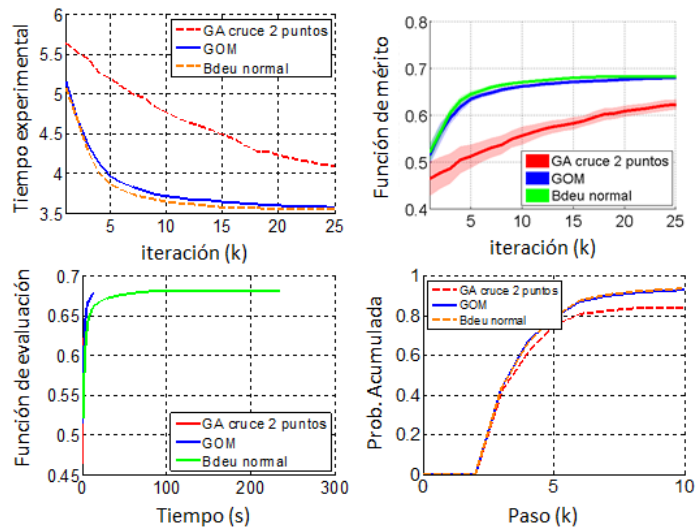 Tiempo experimental
6
5.5
5
4.5
4
3.5
GA cruce 2 puntos
GOM
Bdeu normal
5
10
15
20
25
iteración (k)
Función de mérito
0.8
0.7
0.6
0.5
0.4
GA cruce 2 puntos
GOM
Bdeu normal
5
10
15
20
25
iteración (k)
Función de evaluación
0.7
0.65
0.6
0.55
0.5
0.45
GA cruce 2 puntos
GOM
Bdeu normal
0
100
200
300
Tiempo (s)
Prob. Acumulada
1
0.8
0.6
0.4
0.2
0
GA cruce 2 puntos
GOM
Bdeu normal
0
5
10
Paso (k)